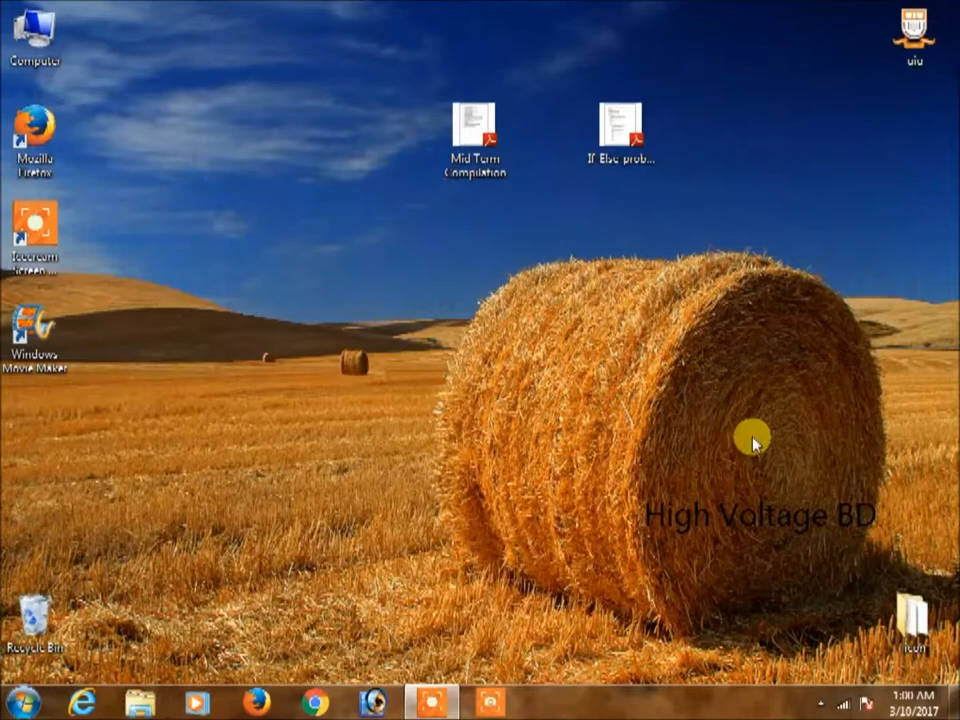 Computer
uiu
Mozilla
Firefox
Mid Term
Compilation
If Else prob...
Icecream
Screen ...
Windows
Movie Maker
High Voltage BD
Recycle Bin
icon
1:00 AM
3/10/2017